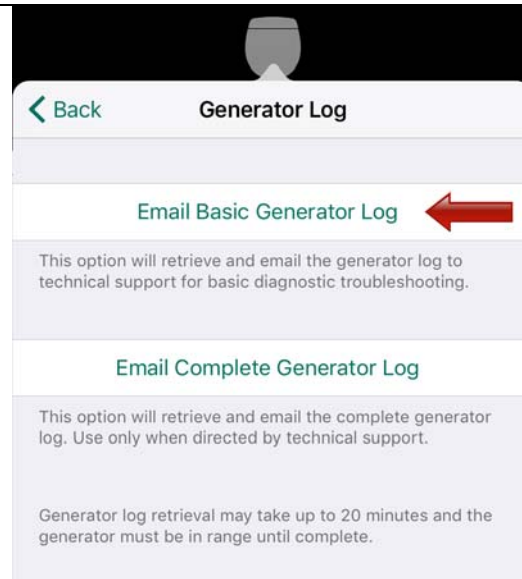 Back
Generator Log
Email Basic Generator Log
This option will retrieve and email the generator log to
technical support for basic diagnostic troubleshooting.
Email Complete Generator Log
This option will retrieve and email the complete generator
log. Use only when directed by technical support.
Generator log retrieval may take up to 20 minutes and the
generator must be in range until complete.